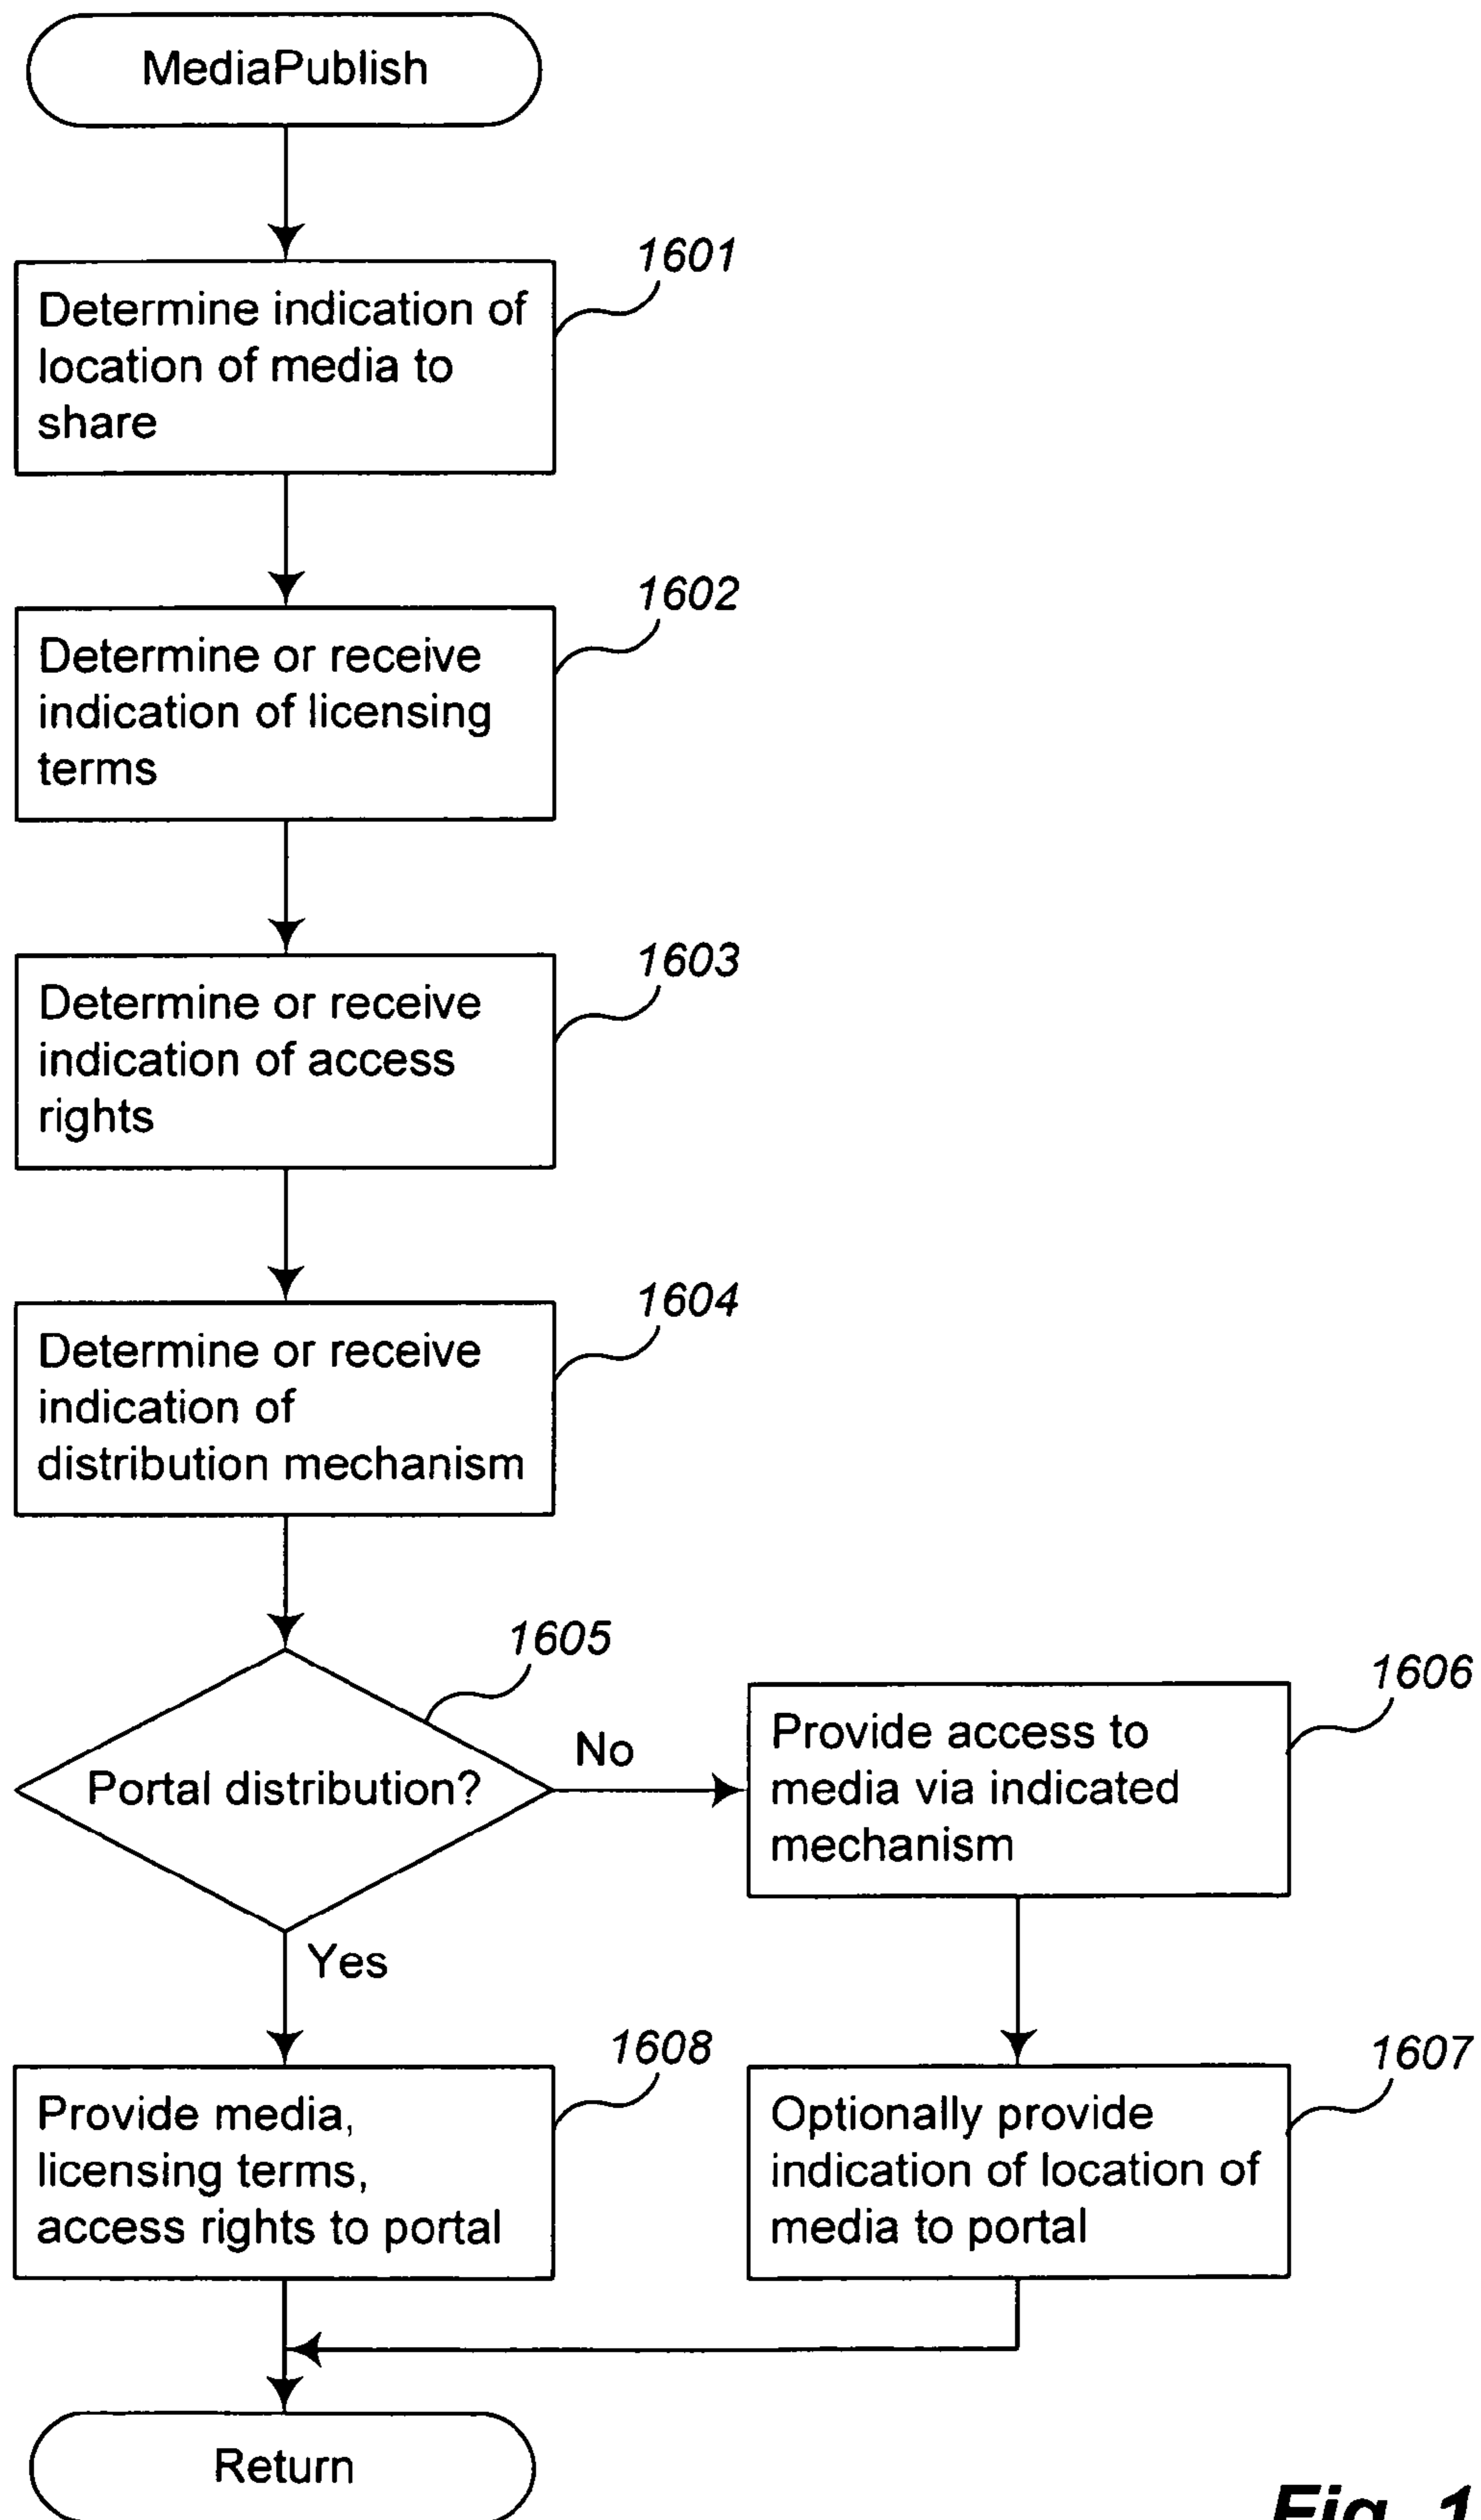 MediaPublish
1601
Determine indication of
location of media to
share
1602
Determine or receive
indication of licensing
terms
1603
Determine or receive
indication of access
rights
1604
Determine or receive
indication of
distribution mechanism
1605
Portal distribution?
No
1606
Provide access to
media via indicated
mechanism
Yes
1608
Provide media,
licensing terms,
access rights to portal
1607
Optionally provide
indication of location of
media to portal
Return
Fig. 1